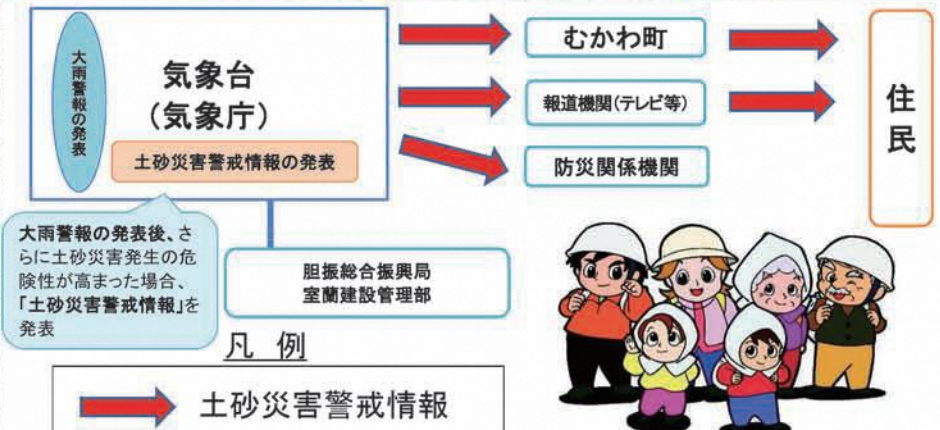 大雨警報の発表
気象台
(気象庁)
土砂災害警戒情報の発表
むかわ町
報道機関(テレビ等)
防災関係機関
住民
大雨警報の発表後、さ
らに土砂災害発生の危
険性が高まった場合、
「土砂災害警戒情報」を
発表
胆振総合振興局
室蘭建設管理部
凡 例
土砂災害警戒情報